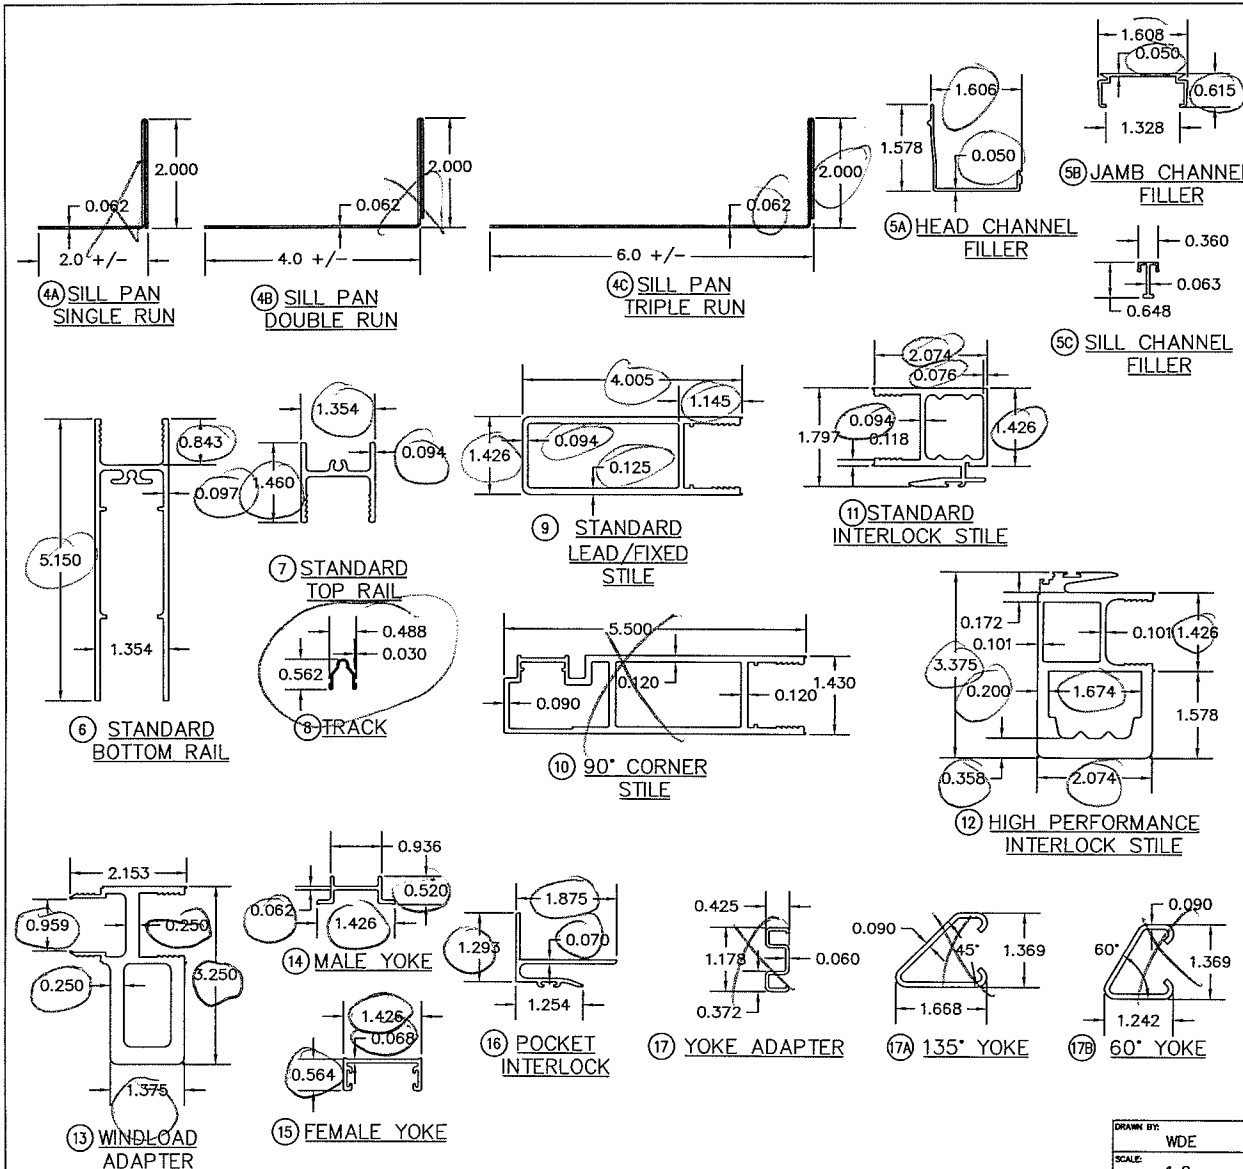 1.608
0.050
0.615
1.328
5B JAMB CHANNEL
FILLER
1.606
1.578
0.050
5A HEAD CHANNEL
FILLER
0.360
0.063
0.648
5C SILL CHANNEL
FILLER
2.000
0.062
2.0 +/-
4A SILL PAN
SINGLE RUN
2.000
0.062
4.0 +/-
4B SILL PAN
DOUBLE RUN
2.000
0.062
6.0 +/-
4C SILL PAN
TRIPLE RUN
0.843
0.097
5.150
1.354
6 STANDARD
BOTTOM RAIL
1.354
0.094
1.460
7 STANDARD
TOP RAIL
0.488
0.030
0.562
8 TRACK
4.005
1.145
1.426
0.094
0.125
9 STANDARD
LEAD/FIXED
STILE
2.074
0.076
0.094
1.797
0.118
1.426
11 STANDARD
INTERLOCK STILE
5.500
0.120
0.090
0.120
1.430
10 90° CORNER
STILE
0.172
0.101
0.101
1.426
3.375
0.200
1.674
1.578
0.358
2.074
12 HIGH PERFORMANCE
INTERLOCK STILE
2.153
0.959
0.250
0.250
3.250
1.375
13 WINDLOAD
ADAPTER
0.936
0.520
0.062
1.426
14 MALE YOKE
1.426
0.068
0.564
15 FEMALE YOKE
1.875
0.070
1.293
1.254
16 POCKET
INTERLOCK
0.425
1.178
0.060
0.372
17 YOKE ADAPTER
0.090
45°
1.369
1.668
17A 135° YOKE
0.090
60°
1.369
1.242
17B 60° YOKE
DRAWN BY:
WDE
SCALE: